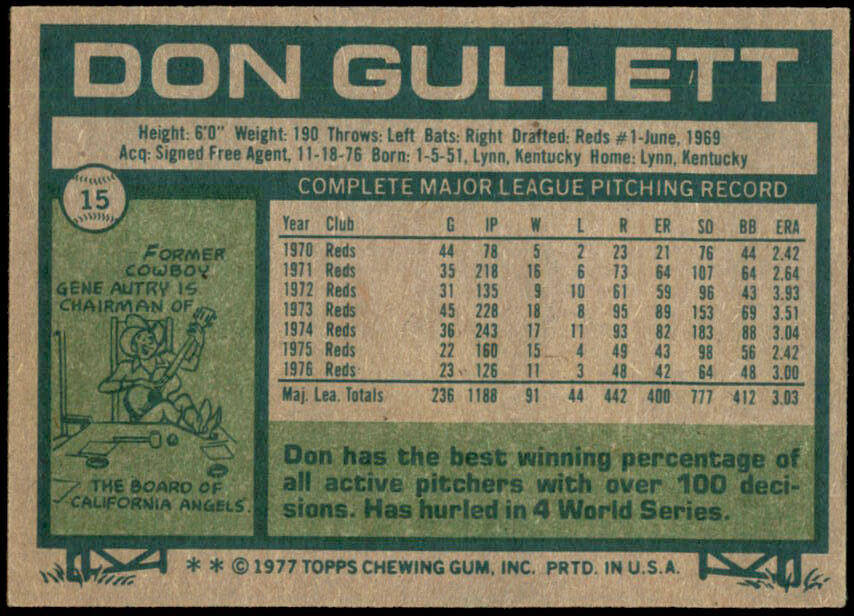 DON GULLETT
Height: 6'0" Weight: 190 Throws: Left Bats: Right Drafted: Reds #1-June, 1969
Acq: Signed Free Agent, 11-18-76 Born: 1-5-51, Lynn, Kentucky Home: Lynn, Kentucky
15
COMPLETE MAJOR LEAGUE PITCHING RECORD
Year Club G IP W L R ER SO BB ERA
1970 Reds 44 78 5 2 23 21 76 44 2.42
1971 Reds 35 218 16 6 73 64 107 64 2.64
1972 Reds 31 135 9 10 61 59 96 43 3.93
1973 Reds 45 228 18 8 95 89 153 69 3.51
1974 Reds 36 243 17 11 93 82 183 88 3.04
1975 Reds 22 160 15 4 49 43 98 56 2.42
1976 Reds 23 126 11 3 48 42 64 48 3.00
Maj. Lea. Totals 236 1188 91 44 442 400 777 412 3.03
FORMER
COWBOY
GENE AUTRY IS
CHAIRMAN OF
THE BOARD OF
CALIFORNIA ANGELS.
Don has the best winning percentage of
all active pitchers with over 100 deci-
sions. Has hurled in 4 World Series.
* * © 1977 TOPPS CHEWING GUM, INC. PRTD. IN U.S.A.